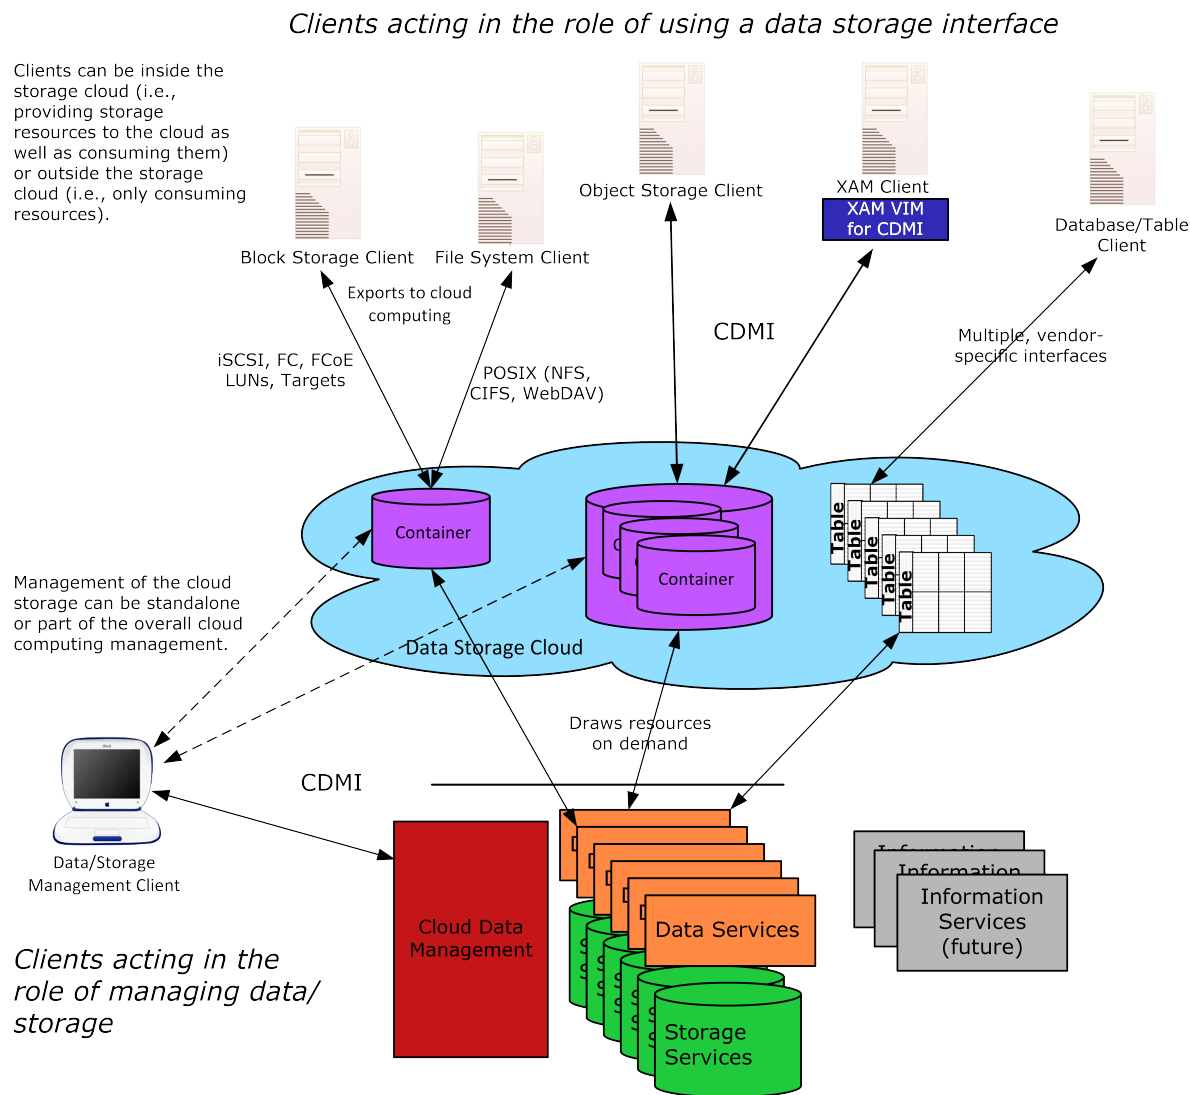 Clients acting in the role of using a data storage interface
Clients can be inside the
storage cloud (i.e.,
providing storage
resources to the cloud as
well as consuming them)
or outside the storage
cloud (i.e., only consuming
resources).
Block Storage Client
File System Client
Object Storage Client
XAM Client
XAM VIM
for CDMI
Database/Table
Client
Exports to cloud
computing
iSCSI, FC, FCoE
LUNs, Targets
POSIX (NFS,
CIFS, WebDAV)
CDMI
Multiple, vendor-
specific interfaces
Container
Container
Table
Table
Table
Table
Table
Data Storage Cloud
Management of the cloud
storage can be standalone
or part of the overall cloud
computing management.
Draws resources
on demand
CDMI
Data/Storage
Management Client
Cloud Data
Management
Data Services
Storage
Services
Information
Information
Information
Services
(future)
Clients acting in the
role of managing data/
storage